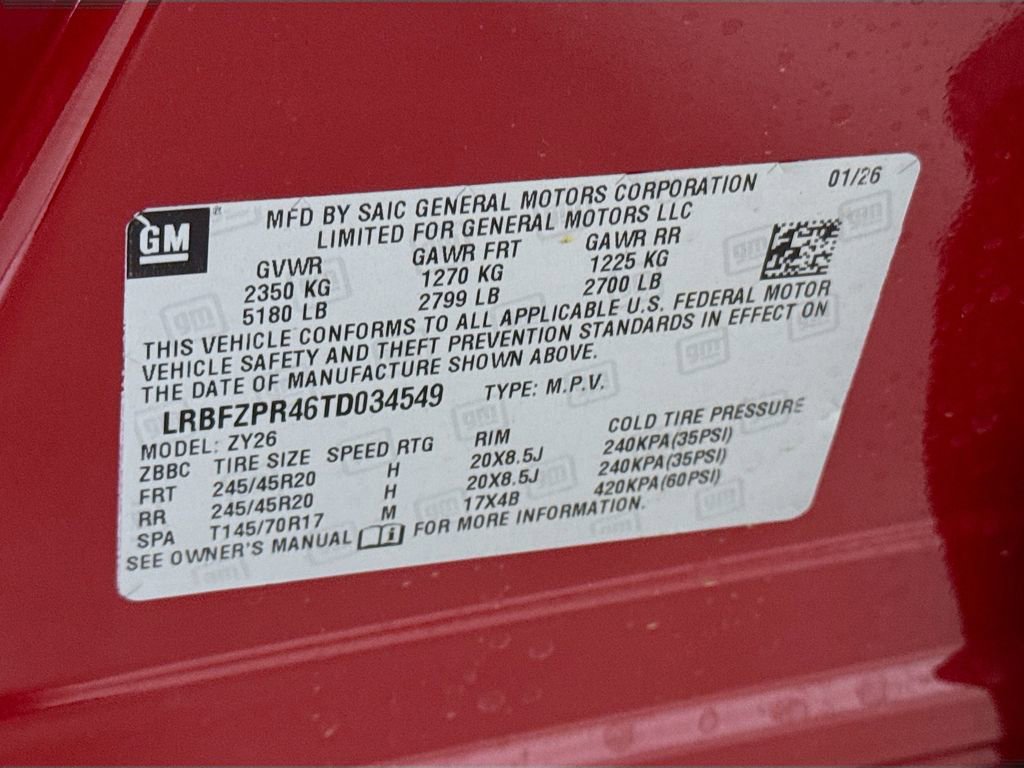 GM ®
MFD BY SAIC GENERAL MOTORS CORPORATION 01/26
LIMITED FOR GENERAL MOTORS LLC
GVWR GAWR FRT GAWR RR
2350 KG 1270 KG 1225 KG
5180 LB 2799 LB 2700 LB
THIS VEHICLE CONFORMS TO ALL APPLICABLE U.S. FEDERAL MOTOR
VEHICLE SAFETY AND THEFT PREVENTION STANDARDS IN EFFECT ON
THE DATE OF MANUFACTURE SHOWN ABOVE.
LRBFZPR46TD034549 TYPE: M.P.V.
MODEL: ZY26
ZBBC TIRE SIZE SPEED RTG RIM COLD TIRE PRESSURE
FRT 245/45R20 H 20X8.5J 240KPA(35PSI)
RR 245/45R20 H 20X8.5J 240KPA(35PSI)
SPA T145/70R17 M 17X4B 420KPA(60PSI)
SEE OWNER'S MANUAL i FOR MORE INFORMATION.